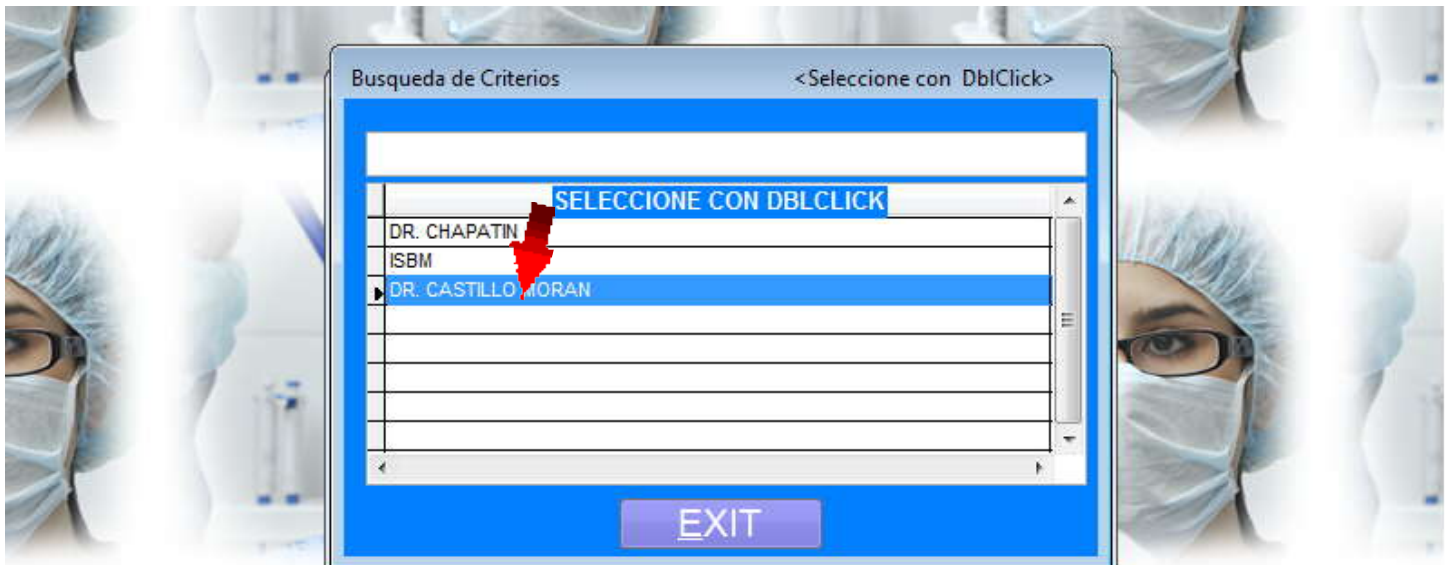 Busqueda de Criterios <Seleccione con DblClick>
SELECCIONE CON DBLCLICK
DR. CHAPATIN
ISBM
DR. CASTILLO MORAN
EXIT